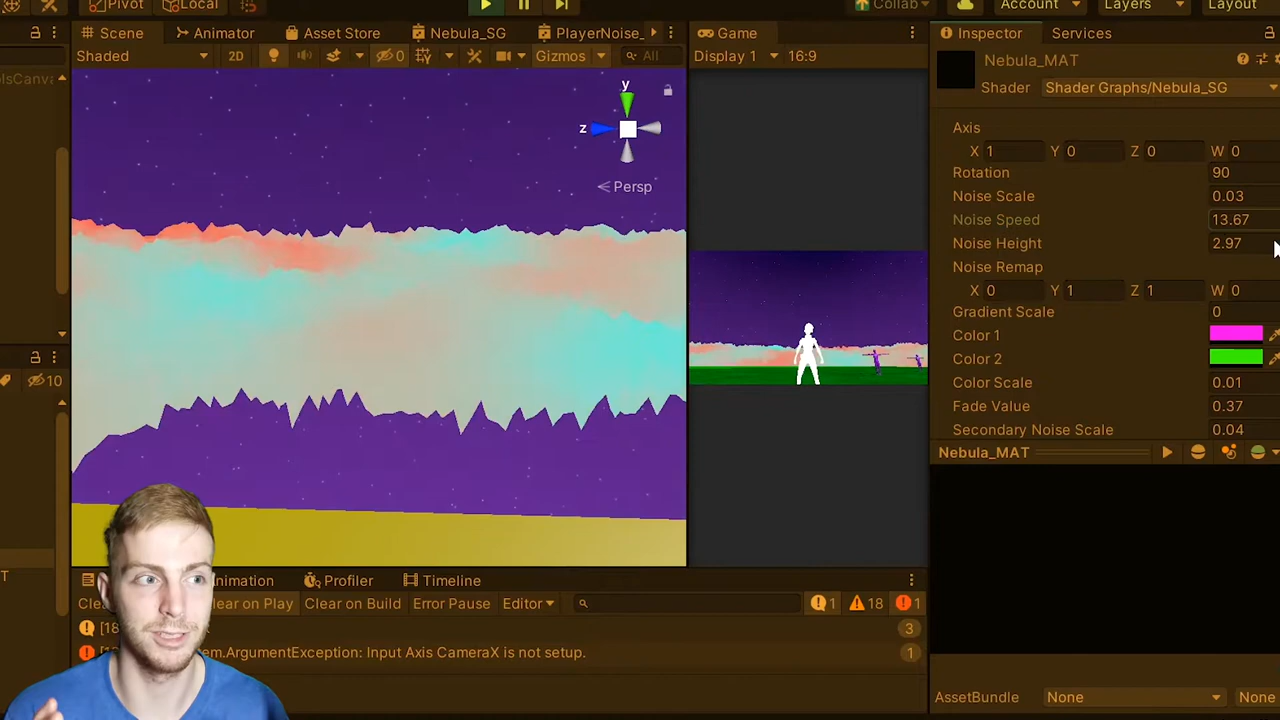 Pivot
Local
Collab
Account
Layers
Layout
Scene
Animator
Asset Store
Nebula_SG
PlayerNoise_
Game
Inspector
Services
Shaded
2D
0
Gizmos
All
Display 1
16:9
Nebula_MAT
Shader
Shader Graphs/Nebula_SG
y
z
Persp
Axis
X 1 Y 0 Z 0 W 0
Rotation 90
Noise Scale 0.03
Noise Speed 13.67
Noise Height 2.97
Noise Remap
X 0 Y 1 Z 1 W 0
Gradient Scale 0
Color 1
Color 2
Color Scale 0.01
Fade Value 0.37
Secondary Noise Scale 0.04
10
Nebula_MAT
nimation
Profiler
Timeline
Cle
lear on Play
Clear on Build
Error Pause
Editor
1
18
1
[18
3
em.ArgumentException: Input Axis CameraX is not setup.
1
AssetBundle
None
None